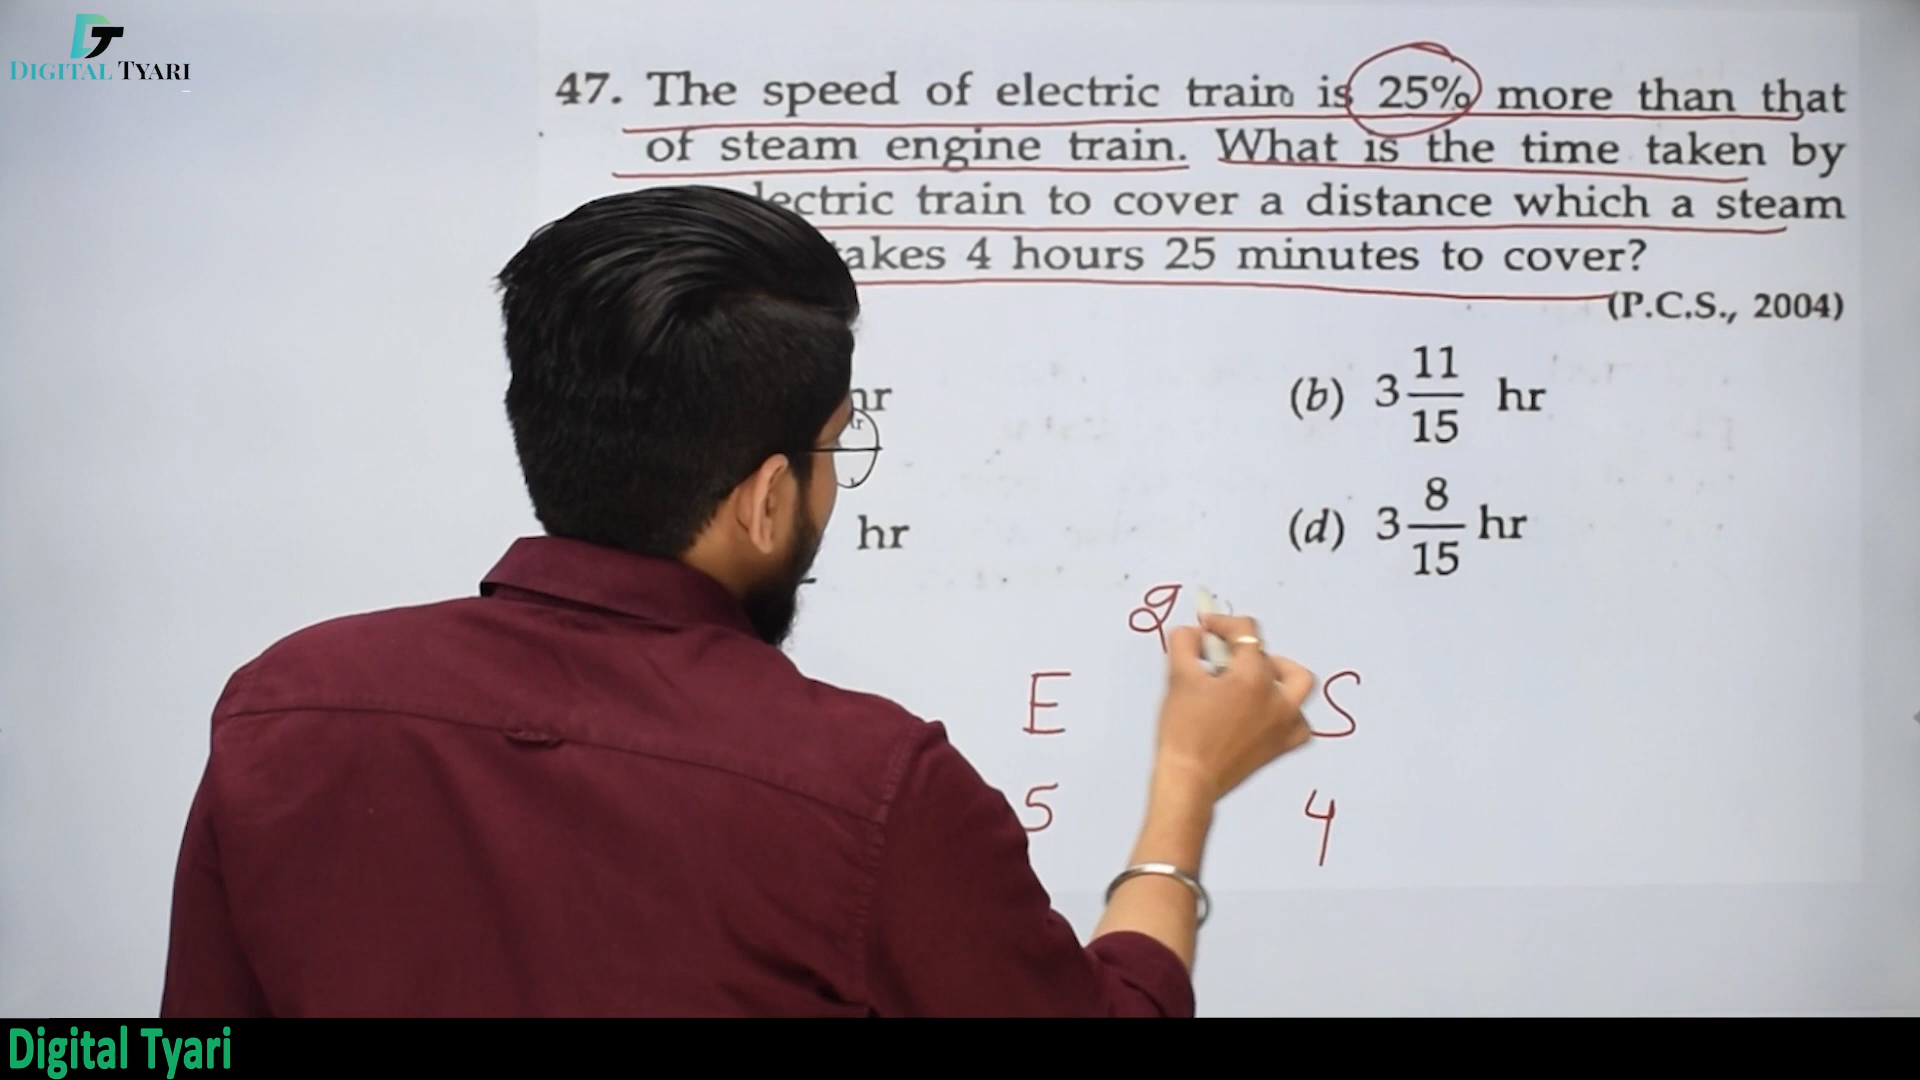 DT
DIGITAL TYARI
47. The speed of electric train is 25% more than that
of steam engine train. What is the time taken by
lectric train to cover a distance which a steam
akes 4 hours 25 minutes to cover?
(P.C.S., 2004)
hr
(b) 3 11/15 hr
hr
(d) 3 8/15 hr
E S
5 4
Digital Tyari